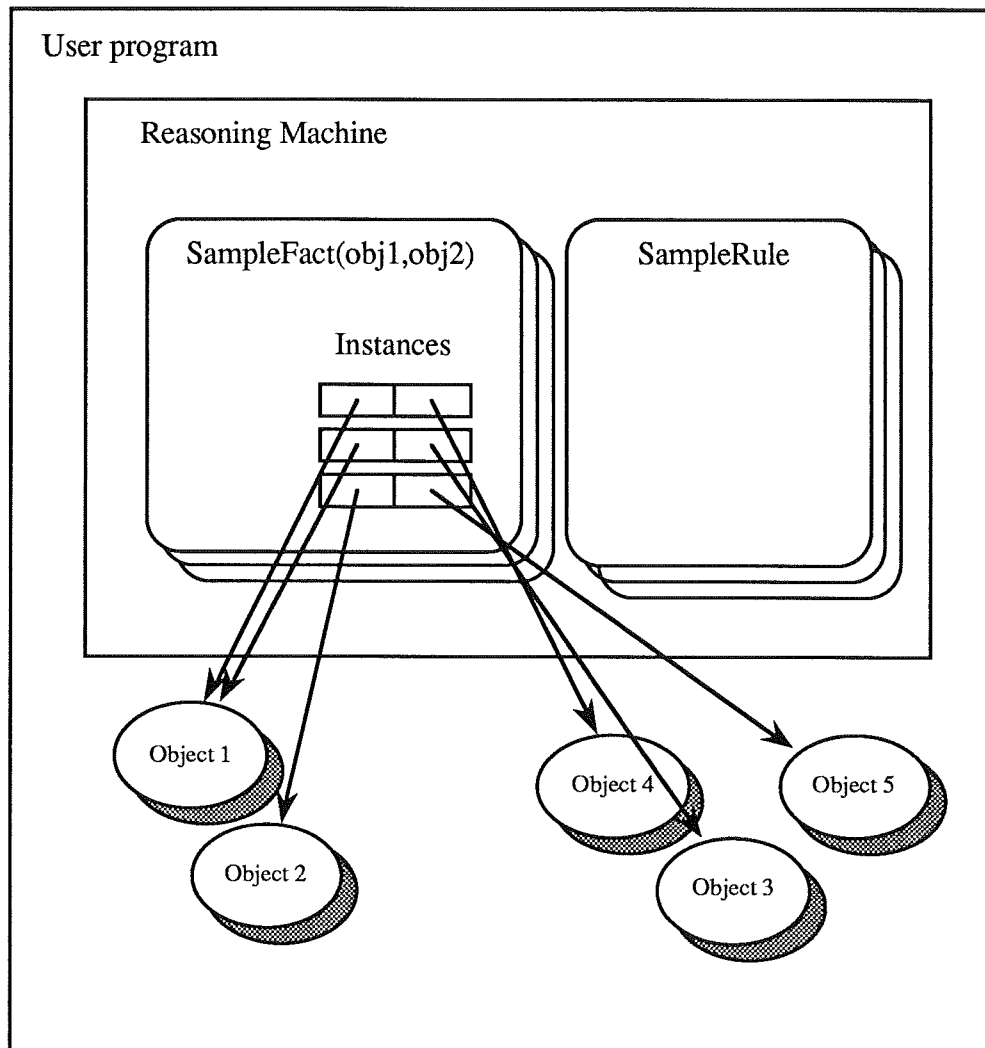 User program
Reasoning Machine
SampleFact(obj1,obj2)
SampleRule
Instances
Object 1
Object 4
Object 5
Object 2
Object 3